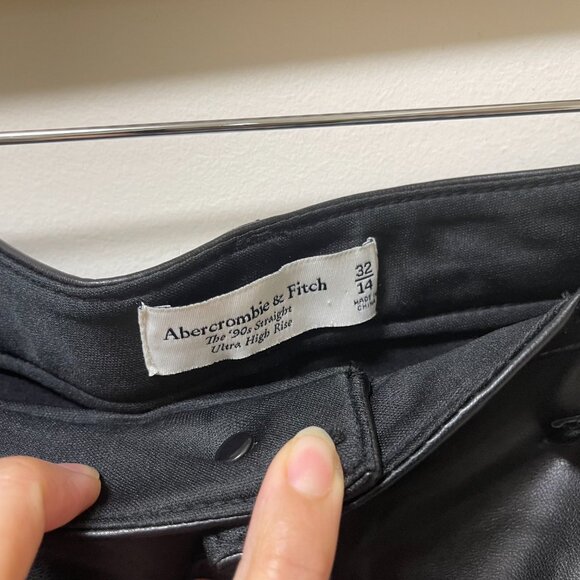 Abercrombie & Fitch
The '90s Straight
Ultra High Rise
32
14
MADE IN
CHINA